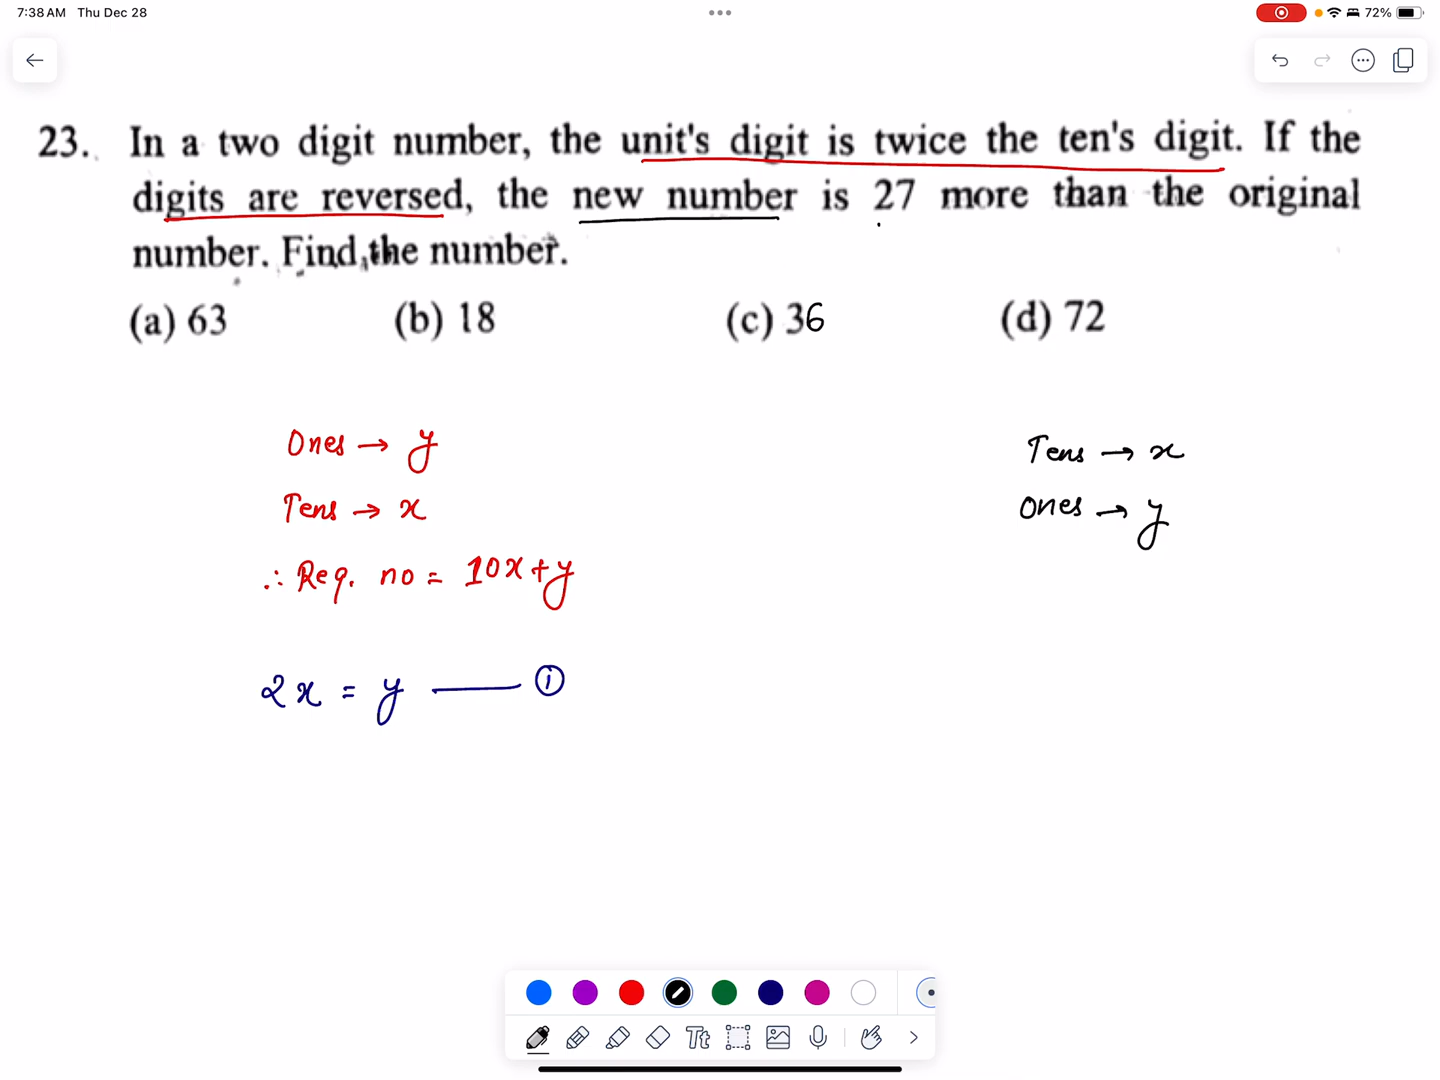 7:38 AM Thu Dec 28
72%
23. In a two digit number, the unit's digit is twice the ten's digit. If the
digits are reversed, the new number is 27 more than the original
number. Find the number.
(a) 63 (b) 18 (c) 36 (d) 72
Ones → y
Tens → x
∴ Req. no = 10x + y
2x = y —— ⓘ
Tens → x
Ones → y
Tt